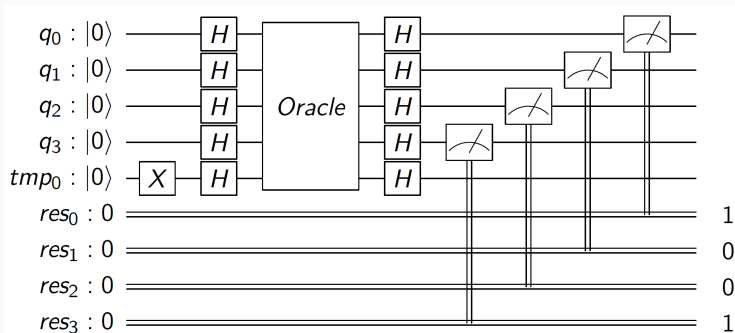 q0 : |0⟩ H H
q1 : |0⟩ H H
q2 : |0⟩ H Oracle H
q3 : |0⟩ H H
tmp0 : |0⟩ X H H
res0 : 0 1
res1 : 0 0
res2 : 0 0
res3 : 0 1